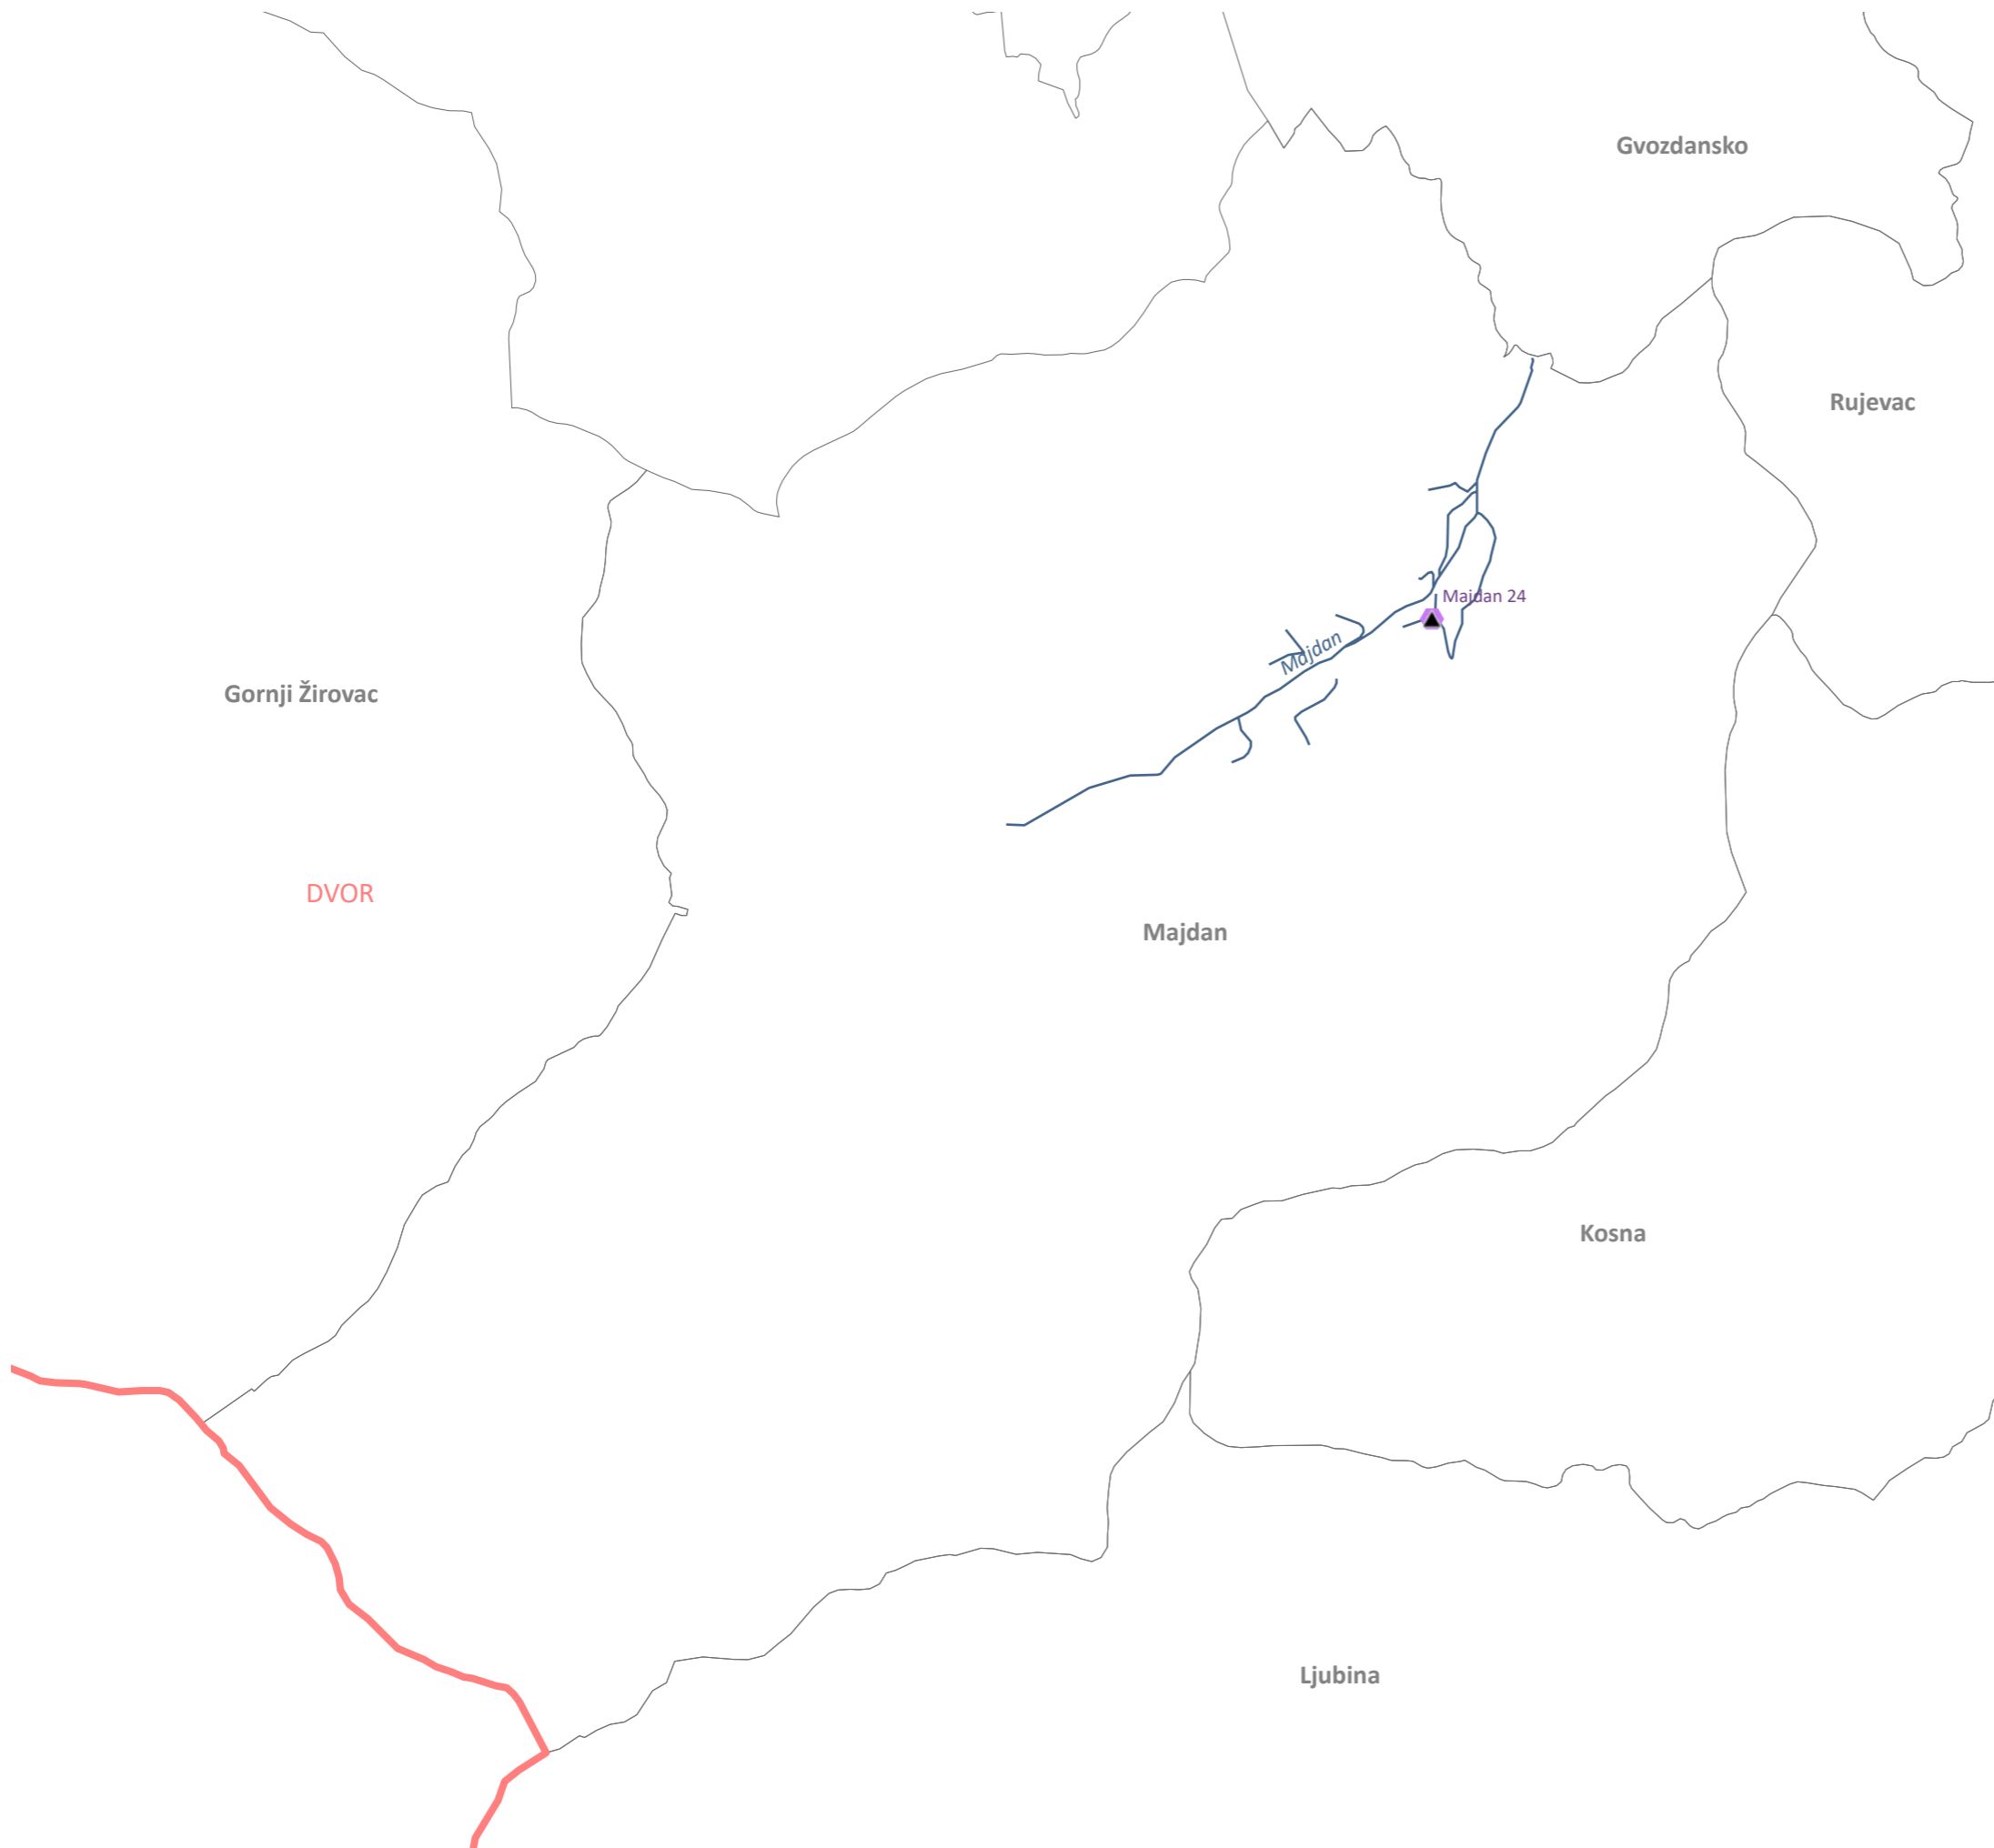 Gvozdansko
Rujevac
Majdan 24
Majdan
Gornji Žirovac
DVOR
Majdan
Kosna
Ljubina